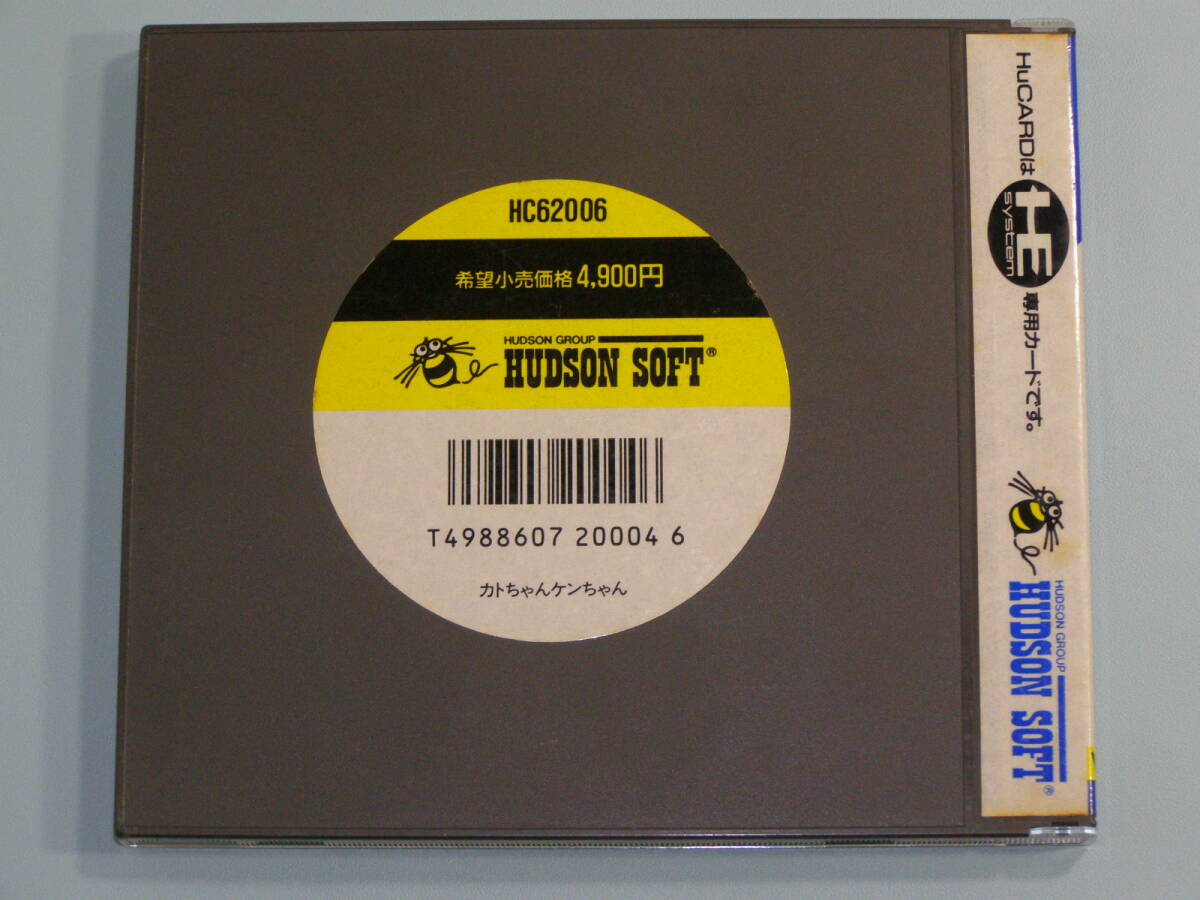 HC62006
希望小売価格 4,900円
HUDSON GROUP
HUDSON SOFT®
T4988607 20004 6
カトちゃんケンちゃん
HuCARDは HE system 専用カードです。
HUDSON GROUP
HUDSON SOFT®